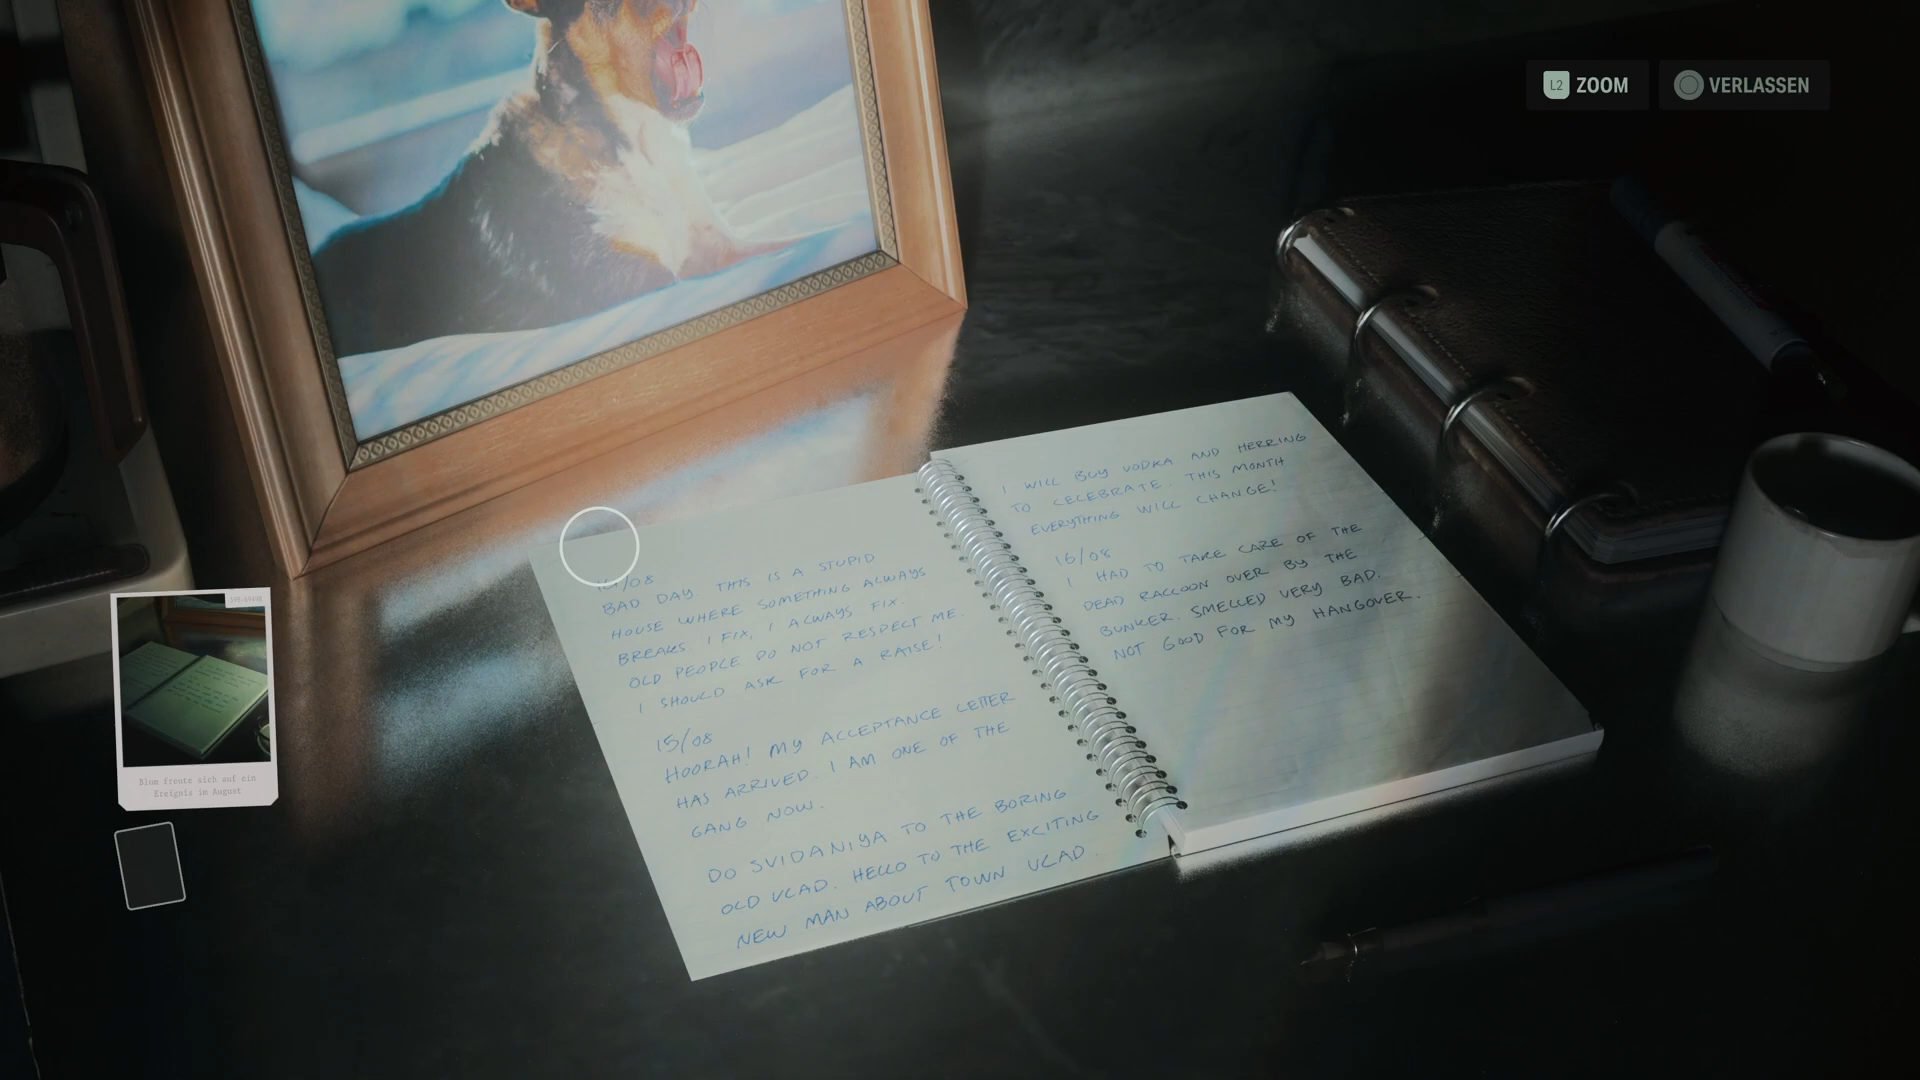 L2 ZOOM
VERLASSEN
/08
BAD DAY. THIS IS A STUPID
HOUSE WHERE SOMETHING ALWAYS
BREAKS I FIX, I ALWAYS FIX.
OLD PEOPLE DO NOT RESPECT ME.
I SHOULD ASK FOR A RAISE!
15/08
HOORAH! MY ACCEPTANCE LETTER
HAS ARRIVED. I AM ONE OF THE
GANG NOW.
DO SVIDANIYA TO THE BORING
OLD VLAD. HELLO TO THE EXCITING
NEW MAN ABOUT TOWN VLAD.
I WILL BUY VODKA AND HERRING
TO CELEBRATE. THIS MONTH
EVERYTHING WILL CHANGE!
16/08
I HAD TO TAKE CARE OF THE
DEAD RACCOON OVER BY THE
BUNKER. SMELLED VERY BAD.
NOT GOOD FOR MY HANGOVER.
Blum freute sich auf ein
Ereignis im August